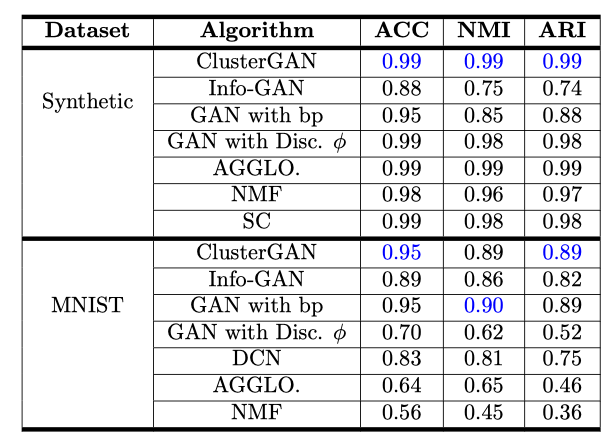 Dataset Algorithm ACC NMI ARI
ClusterGAN 0.99 0.99 0.99
Info-GAN 0.88 0.75 0.74
Synthetic
GAN with bp 0.95 0.85 0.88
GAN with Disc. ϕ 0.99 0.98 0.98
AGGLO. 0.99 0.99 0.99
NMF 0.98 0.96 0.97
SC 0.99 0.98 0.98
ClusterGAN 0.95 0.89 0.89
Info-GAN 0.89 0.86 0.82
MNIST GAN with bp 0.95 0.90 0.89
GAN with Disc. ϕ 0.70 0.62 0.52
DCN 0.83 0.81 0.75
AGGLO. 0.64 0.65 0.46
NMF 0.56 0.45 0.36